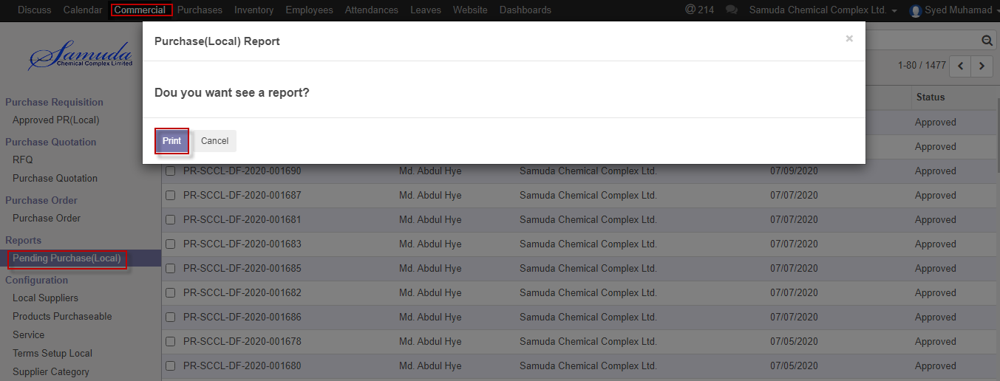 Discuss Calendar Commercial Purchases Inventory Employees Attendances Leaves Website Dashboards @ 214 Samuda Chemical Complex Ltd. Syed Muhamad
Samuda
Chemical Complex Limited
Purchase(Local) Report ×
Dou you want see a report?
Print Cancel
1-80 / 1477
Purchase Requisition
Approved PR(Local)
Purchase Quotation
RFQ
Purchase Quotation
Purchase Order
Purchase Order
Reports
Pending Purchase(Local)
Configuration
Local Suppliers
Products Purchaseable
Service
Terms Setup Local
Supplier Category
Status
Approved
Approved
PR-SCCL-DF-2020-001690 Md. Abdul Hye Samuda Chemical Complex Ltd. 07/09/2020 Approved
PR-SCCL-DF-2020-001687 Md. Abdul Hye Samuda Chemical Complex Ltd. 07/07/2020 Approved
PR-SCCL-DF-2020-001681 Md. Abdul Hye Samuda Chemical Complex Ltd. 07/07/2020 Approved
PR-SCCL-DF-2020-001683 Md. Abdul Hye Samuda Chemical Complex Ltd. 07/07/2020 Approved
PR-SCCL-DF-2020-001685 Md. Abdul Hye Samuda Chemical Complex Ltd. 07/07/2020 Approved
PR-SCCL-DF-2020-001682 Md. Abdul Hye Samuda Chemical Complex Ltd. 07/07/2020 Approved
PR-SCCL-DF-2020-001686 Md. Abdul Hye Samuda Chemical Complex Ltd. 07/07/2020 Approved
PR-SCCL-DF-2020-001678 Md. Abdul Hye Samuda Chemical Complex Ltd. 07/05/2020 Approved
PR-SCCL-DF-2020-001680 Md. Abdul Hye Samuda Chemical Complex Ltd. 07/05/2020 Approved